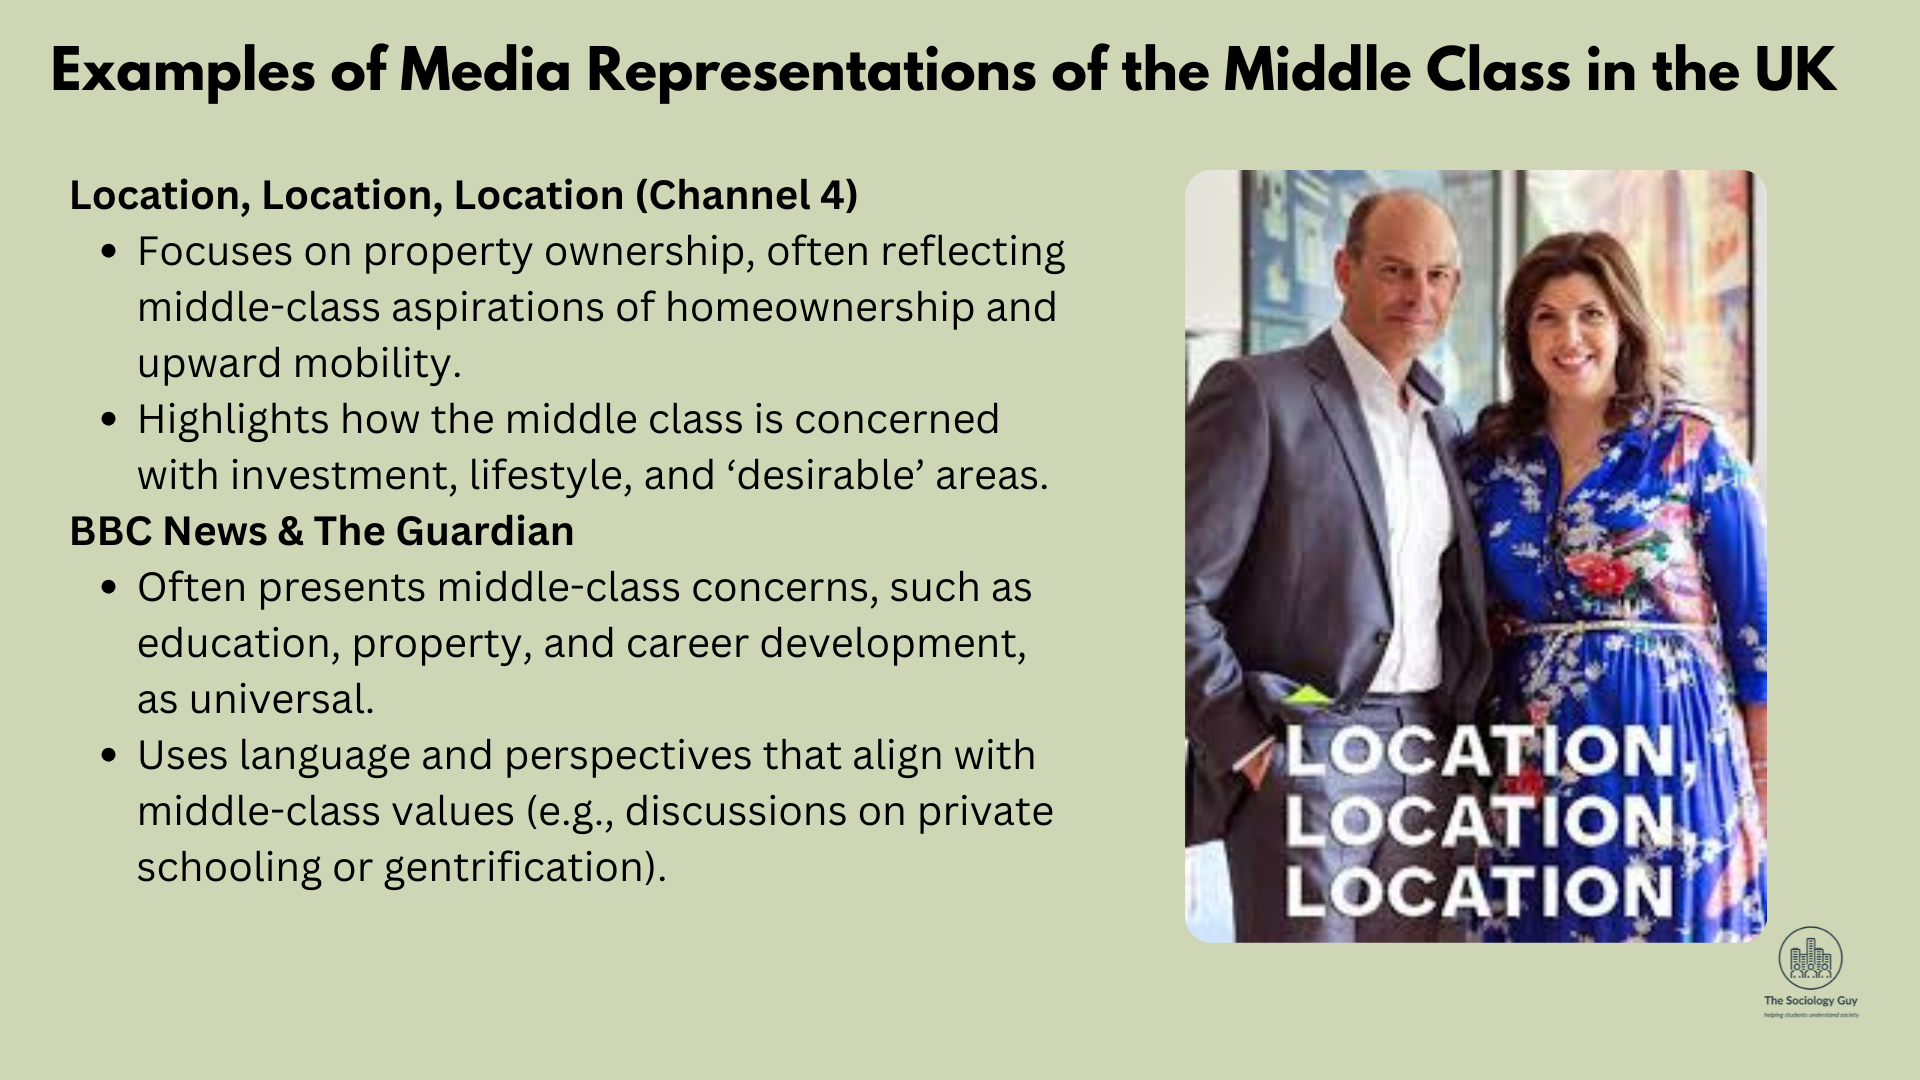 Examples of Media Representations of the Middle Class in the UK
Location, Location, Location (Channel 4)
• Focuses on property ownership, often reflecting
middle-class aspirations of homeownership and
upward mobility.
• Highlights how the middle class is concerned
with investment, lifestyle, and ‘desirable’ areas.
BBC News & The Guardian
• Often presents middle-class concerns, such as
education, property, and career development,
as universal.
• Uses language and perspectives that align with
middle-class values (e.g., discussions on private
schooling or gentrification).
LOCATION,
LOCATION,
LOCATION
The Sociology Guy
helping students understand society